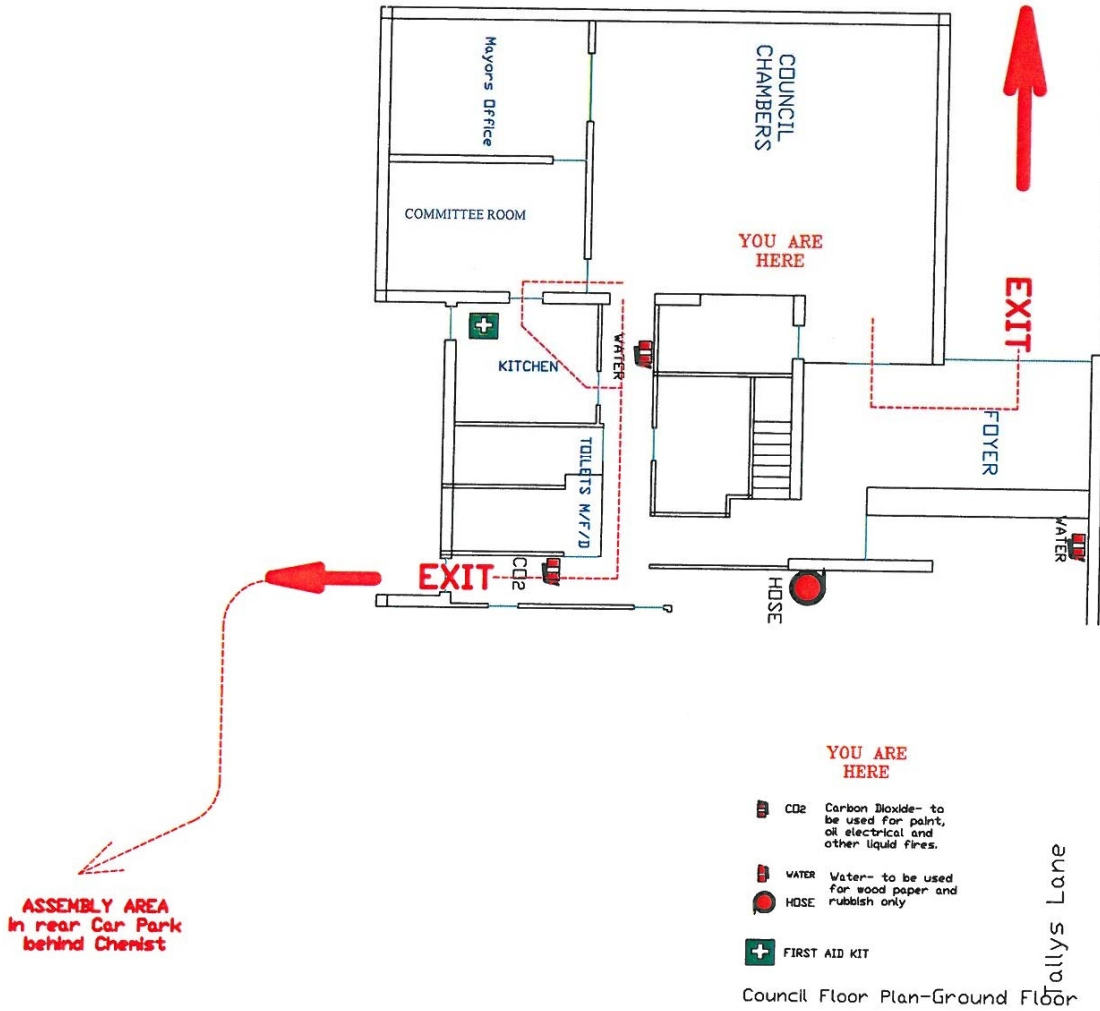 Mayors Office
COUNCIL
CHAMBERS
COMMITTEE ROOM
YOU ARE
HERE
EXIT
WATER
KITCHEN
FOYER
TOILETS M/F/D
WATER
EXIT
CO2
HOSE
YOU ARE
HERE
CO2 Carbon Dioxide- to
be used for paint,
oil electrical and
other liquid fires.
WATER Water- to be used
for wood paper and
HOSE rubbish only
FIRST AID KIT
ASSEMBLY AREA
in rear Car Park
behind Chemist
Tallys Lane
Council Floor Plan-Ground Floor